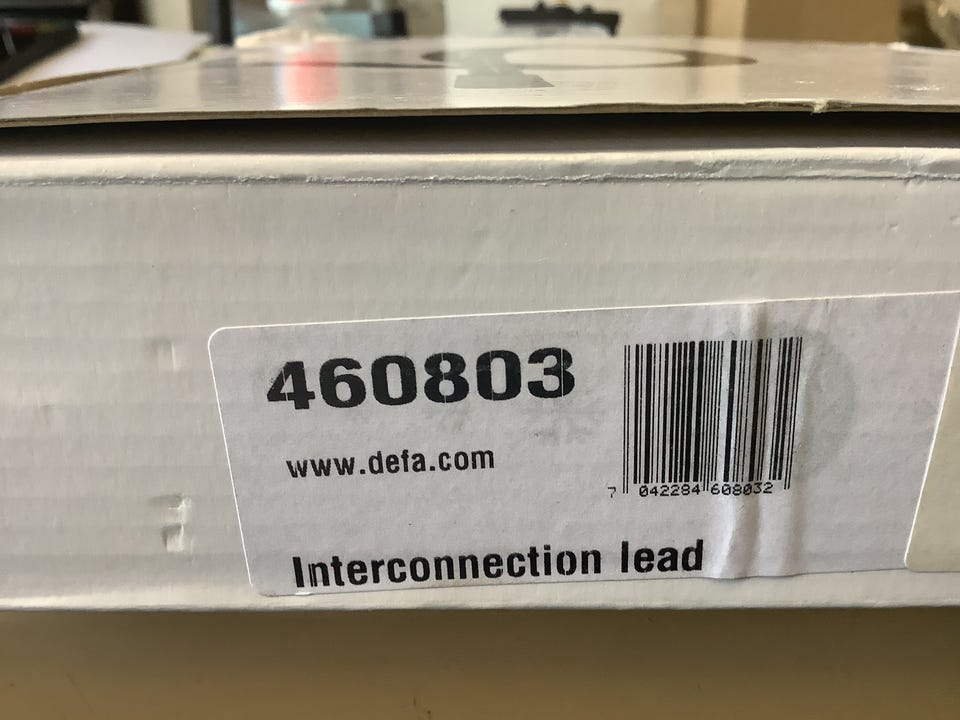 460803
www.defa.com
7 042284 608032
Interconnection lead